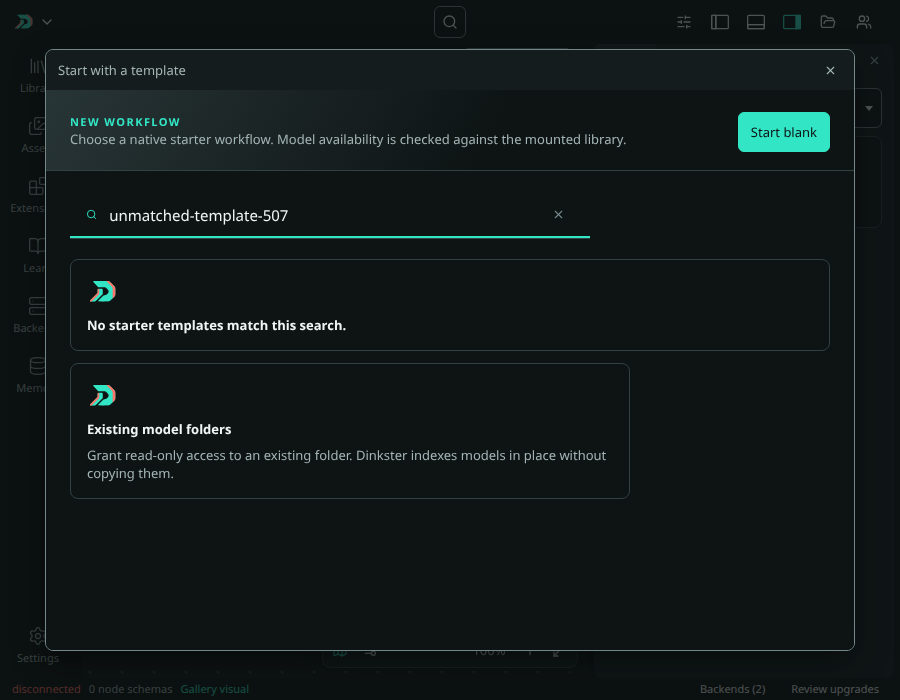 Start with a template
NEW WORKFLOW
Choose a native starter workflow. Model availability is checked against the mounted library.
Start blank
unmatched-template-507
No starter templates match this search.
Existing model folders
Grant read-only access to an existing folder. Dinkster indexes models in place without
copying them.
Settings
disconnected
0 node schemas
Gallery visual
Backends (2)
Review upgrades